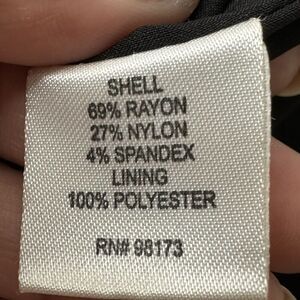 SHELL
69% RAYON
27% NYLON
4% SPANDEX
LINING
100% POLYESTER
RN# 98173